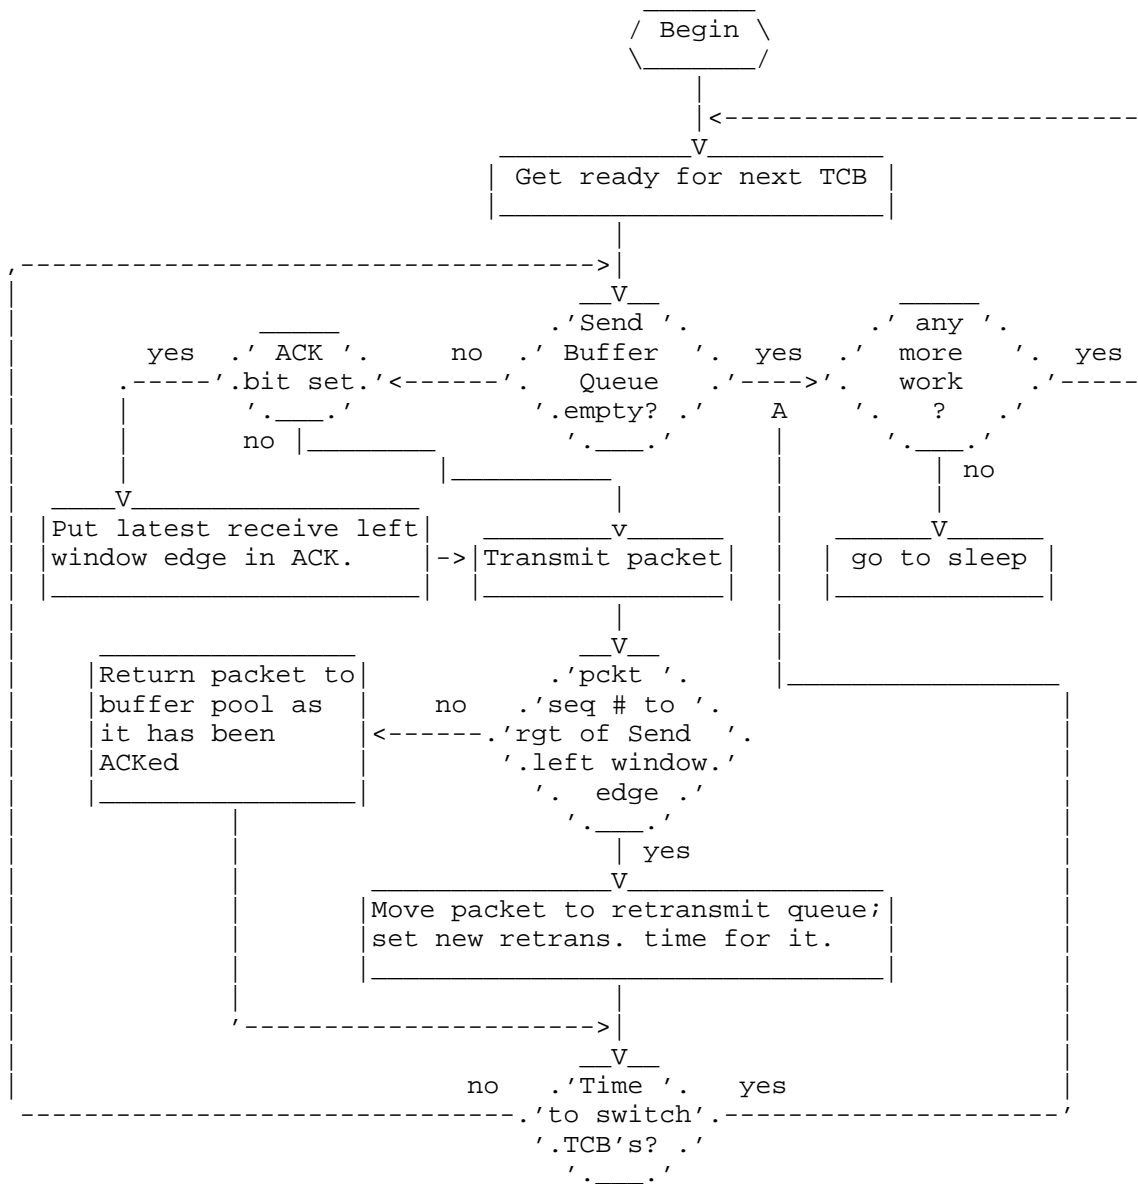 Begin
Get ready for next TCB
Send any
yes ACK no Buffer yes more yes
bit set. Queue work
empty? A ?
no
no
V
Put latest receive left
window edge in ACK. Transmit packet go to sleep
Return packet to pckt
buffer pool as no seq # to
it has been rgt of Send
ACKed left window.
edge
yes
Move packet to retransmit queue;
set new retrans. time for it.
no Time yes
to switch
TCB's?